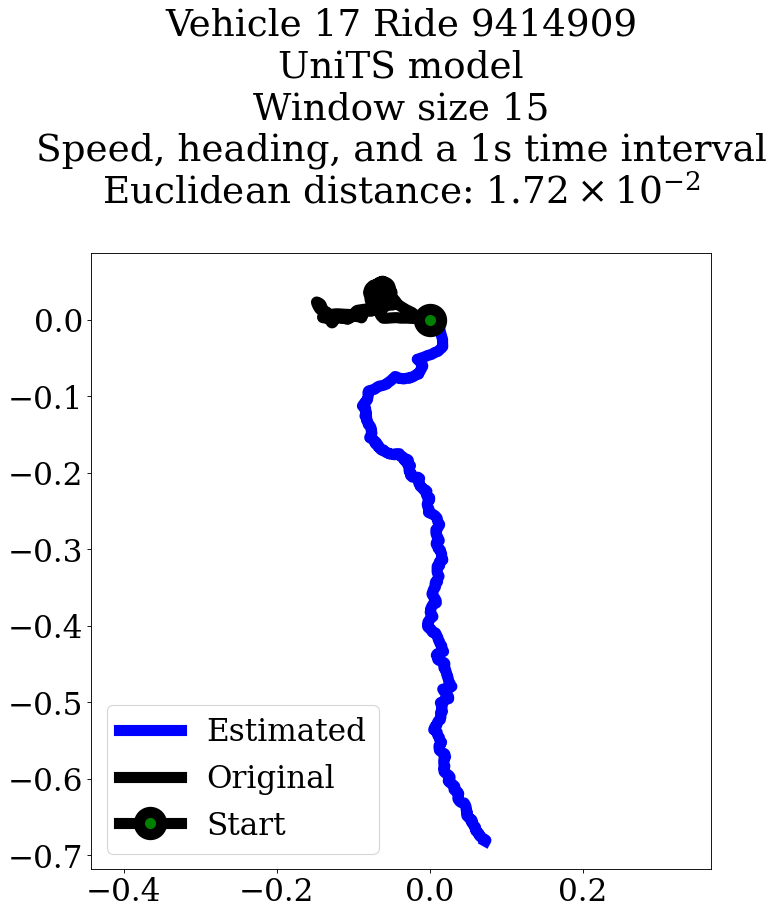 Vehicle 17 Ride 9414909
UniTS model
Window size 15
Speed, heading, and a 1s time interval
Euclidean distance: 1.72 × 10⁻²
0.0
−0.1
−0.2
−0.3
−0.4
−0.5
−0.6
−0.7
Estimated
Original
Start
−0.4 −0.2 0.0 0.2